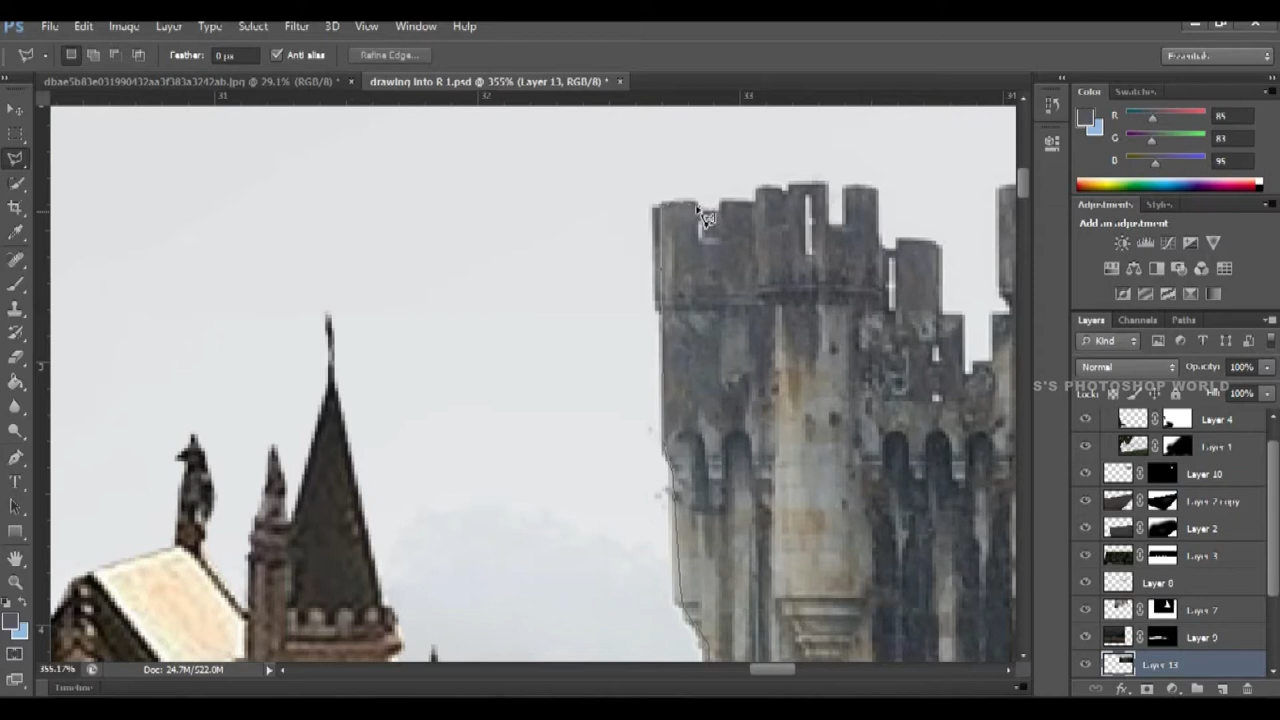 Ps File Edit Image Layer Type Select Filter 3D View Window Help
Feather: 0 px Anti alias Refine Edge... Essentials
dbae5b83e031990432aa3f383a3242ab.jpg @ 29.1% (RGB/8) * × drawing into R 1.psd @ 355% (Layer 13, RGB/8) * ×
31 32 33
Color Swatches
R 85
G 83
B 95
Adjustments Styles
Add an adjustment
Layers Channels Paths
Kind
Normal Opacity: 100%
S'S PHOTOSHOP WORLD
Lock: Fill: 100%
Layer 4
Layer 1
Layer 10
Layer 2 copy
Layer 2
Layer 3
Layer 8
Layer 7
Layer 9
Layer 13
355.17% Doc: 24.7M/522.0M
Timeline